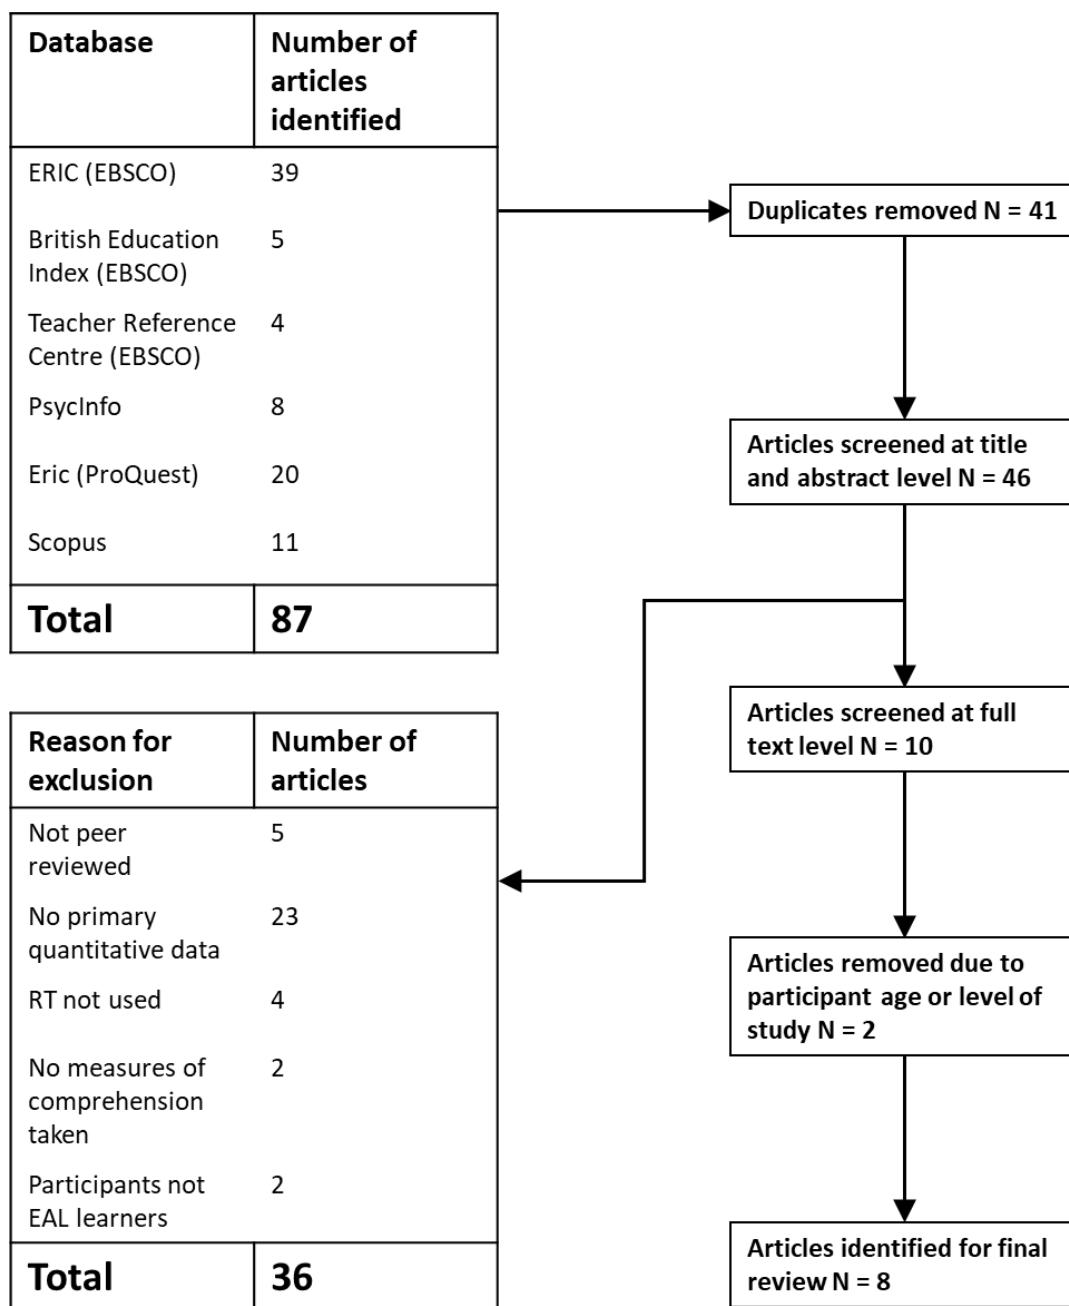 Database
Number of
articles
identified
ERIC (EBSCO)
39
British Education
Index (EBSCO)
5
Teacher Reference
Centre (EBSCO)
4
PsycInfo
8
Eric (ProQuest)
20
Scopus
11
Total
87
Duplicates removed N = 41
Articles screened at title
and abstract level N = 46
Articles screened at full
text level N = 10
Articles removed due to
participant age or level of
study N = 2
Articles identified for final
review N = 8
Reason for
exclusion
Number of
articles
Not peer
reviewed
5
No primary
quantitative data
23
RT not used
4
No measures of
comprehension
taken
2
Participants not
EAL learners
2
Total
36